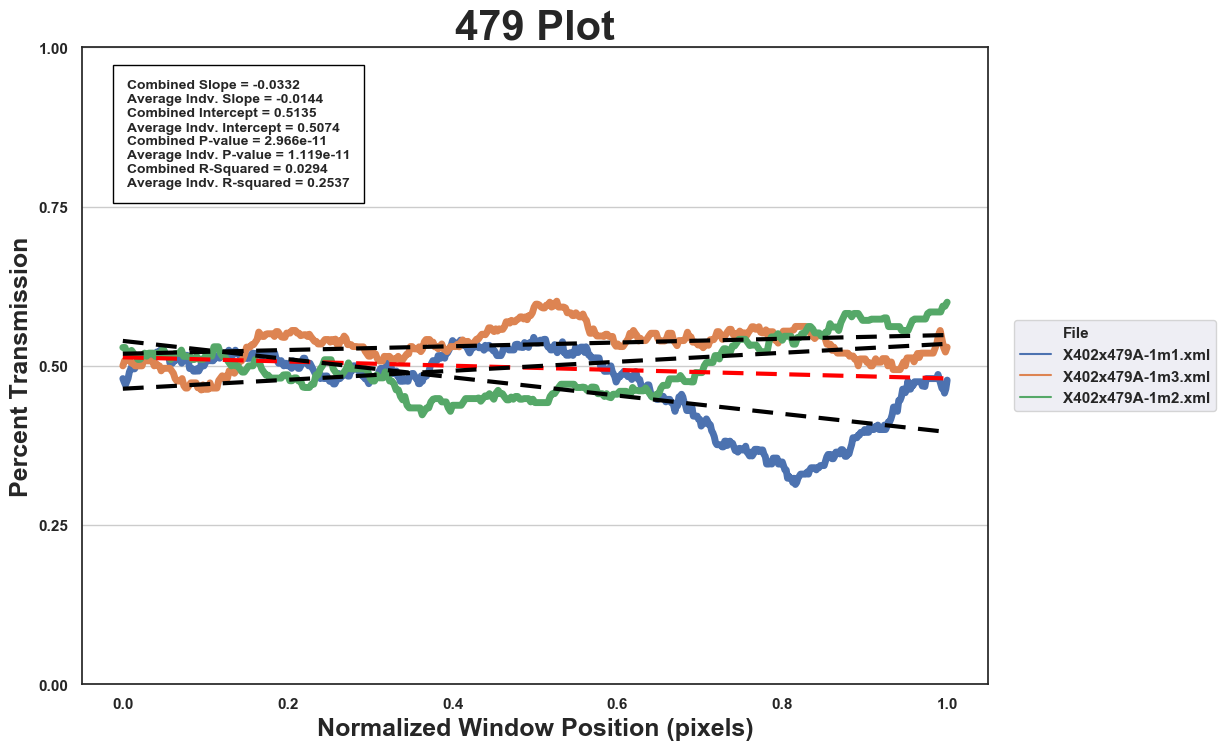 479 Plot
1.00
Combined Slope = -0.0332
Average Indv. Slope = -0.0144
Combined Intercept = 0.5135
Average Indv. Intercept = 0.5074
Combined P-value = 2.966e-11
Average Indv. P-value = 1.119e-11
Combined R-Squared = 0.0294
Average Indv. R-squared = 0.2537
0.75
0.50
0.25
0.00
Percent Transmission
0.0 0.2 0.4 0.6 0.8 1.0
Normalized Window Position (pixels)
File
X402x479A-1m1.xml
X402x479A-1m3.xml
X402x479A-1m2.xml